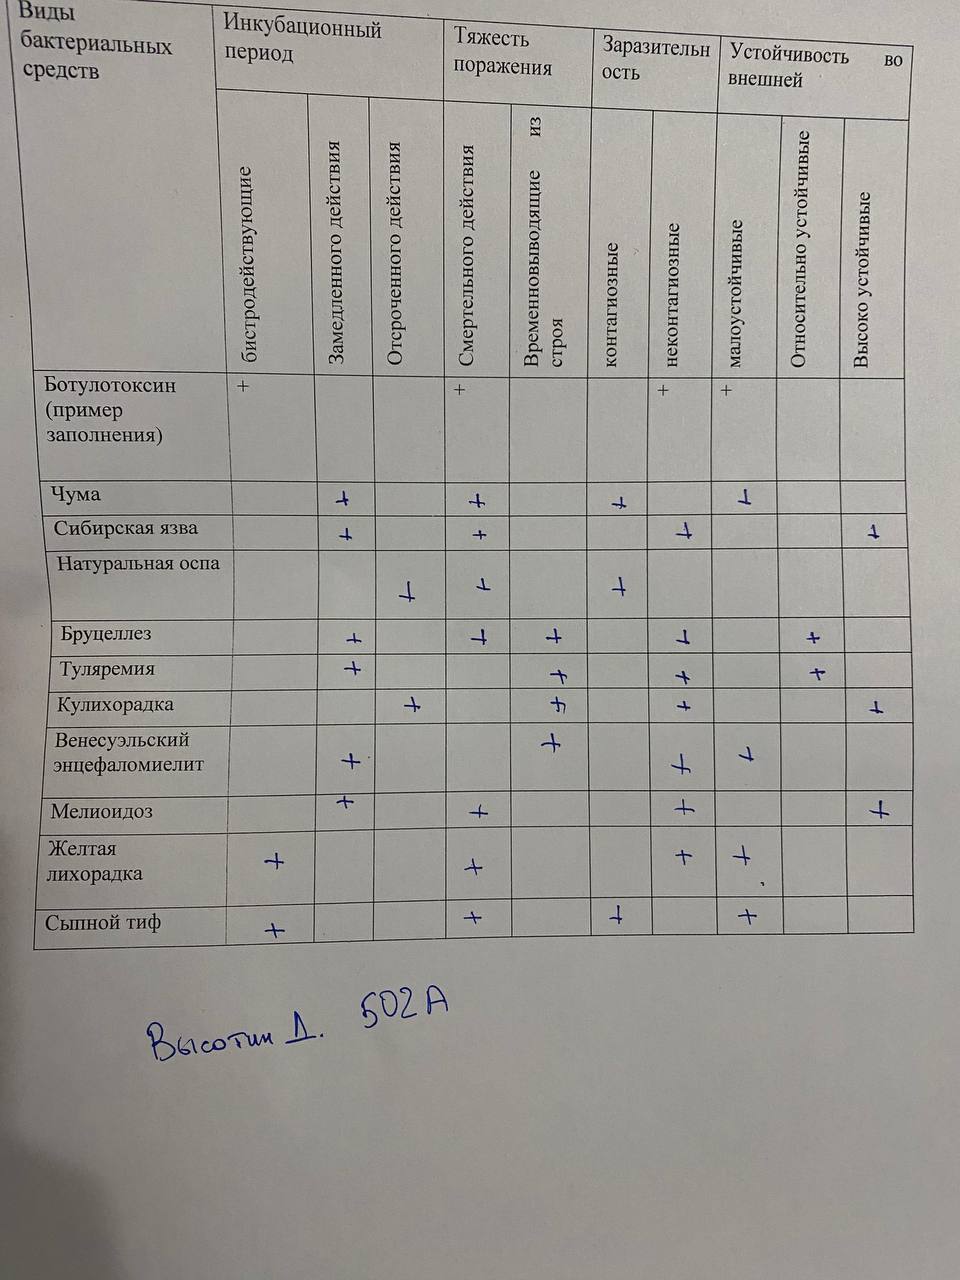 Виды
бактериальных
средств
Инкубационный
период
Тяжесть
поражения
Заразительн
ость
Устойчивость во
внешней
бистродействующие
Замедленного действия
Отсроченного действия
Смертельного действия
Временновыводящие из
строя
контагиозные
неконтагиозные
малоустойчивые
Относительно устойчивые
Высоко устойчивые
Ботулотоксин
(пример
заполнения)
+ + + +
Чума + + + +
Сибирская язва + + + +
Натуральная оспа + + +
Бруцеллез + + + + +
Туляремия + + + +
Кулихорадка + + + +
Венесуэльский
энцефаломиелит
+ + + +
Мелиоидоз + + + +
Желтая
лихорадка
+ + + +
Сыпной тиф + + + +
Высотин Д. 502А